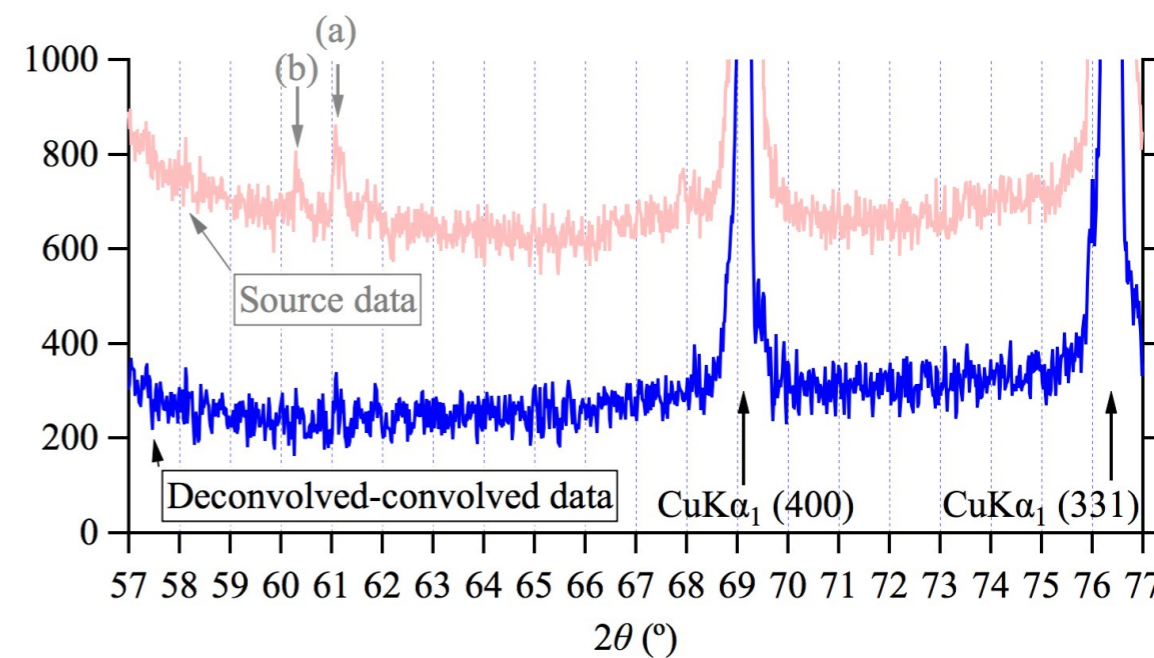 (a)
(b)
1000
800
600
400
200
0
Source data
Deconvolved-convolved data
CuKα₁ (400)
CuKα₁ (331)
57 58 59 60 61 62 63 64 65 66 67 68 69 70 71 72 73 74 75 76 77
2θ (º)